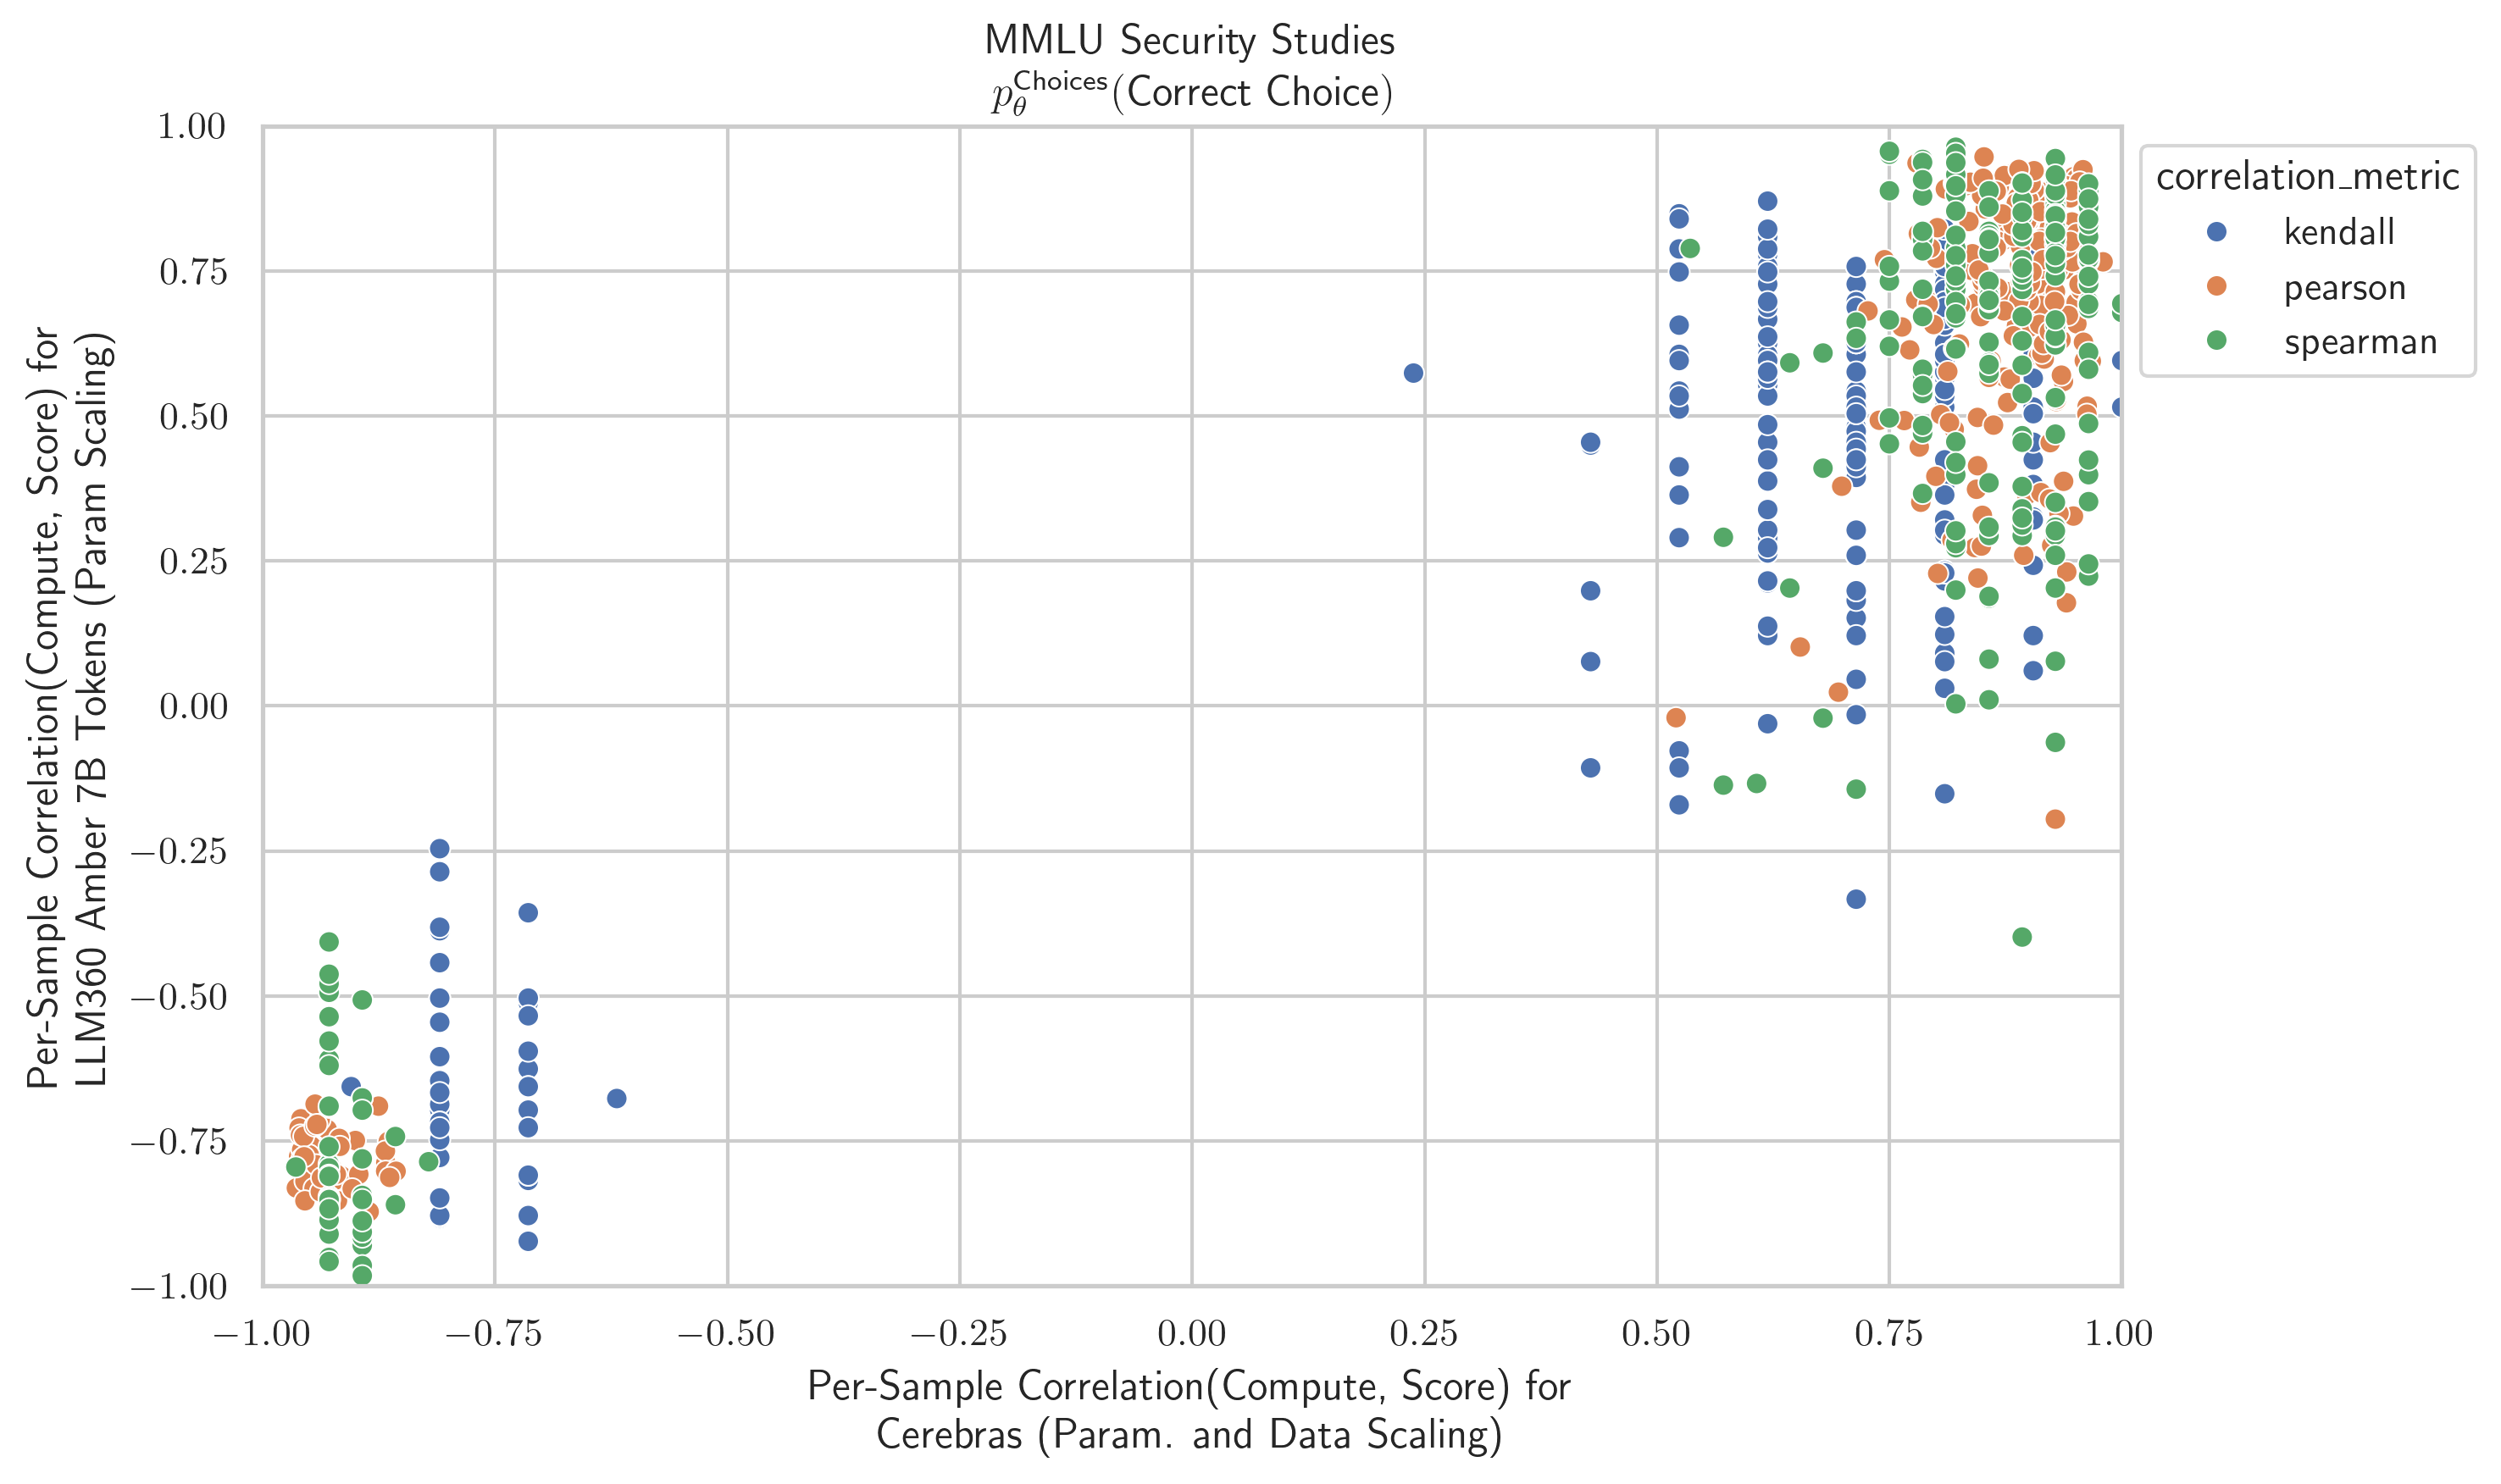 MMLU Security Studies
p_θ^Choices(Correct Choice)
1.00
0.75
0.50
0.25
0.00
−0.25
−0.50
−0.75
−1.00
Per-Sample Correlation(Compute, Score) for
LLM360 Amber 7B Tokens (Param Scaling)
−1.00
−0.75
−0.50
−0.25
0.00
0.25
0.50
0.75
1.00
Per-Sample Correlation(Compute, Score) for
Cerebras (Param. and Data Scaling)
correlation_metric
kendall
pearson
spearman